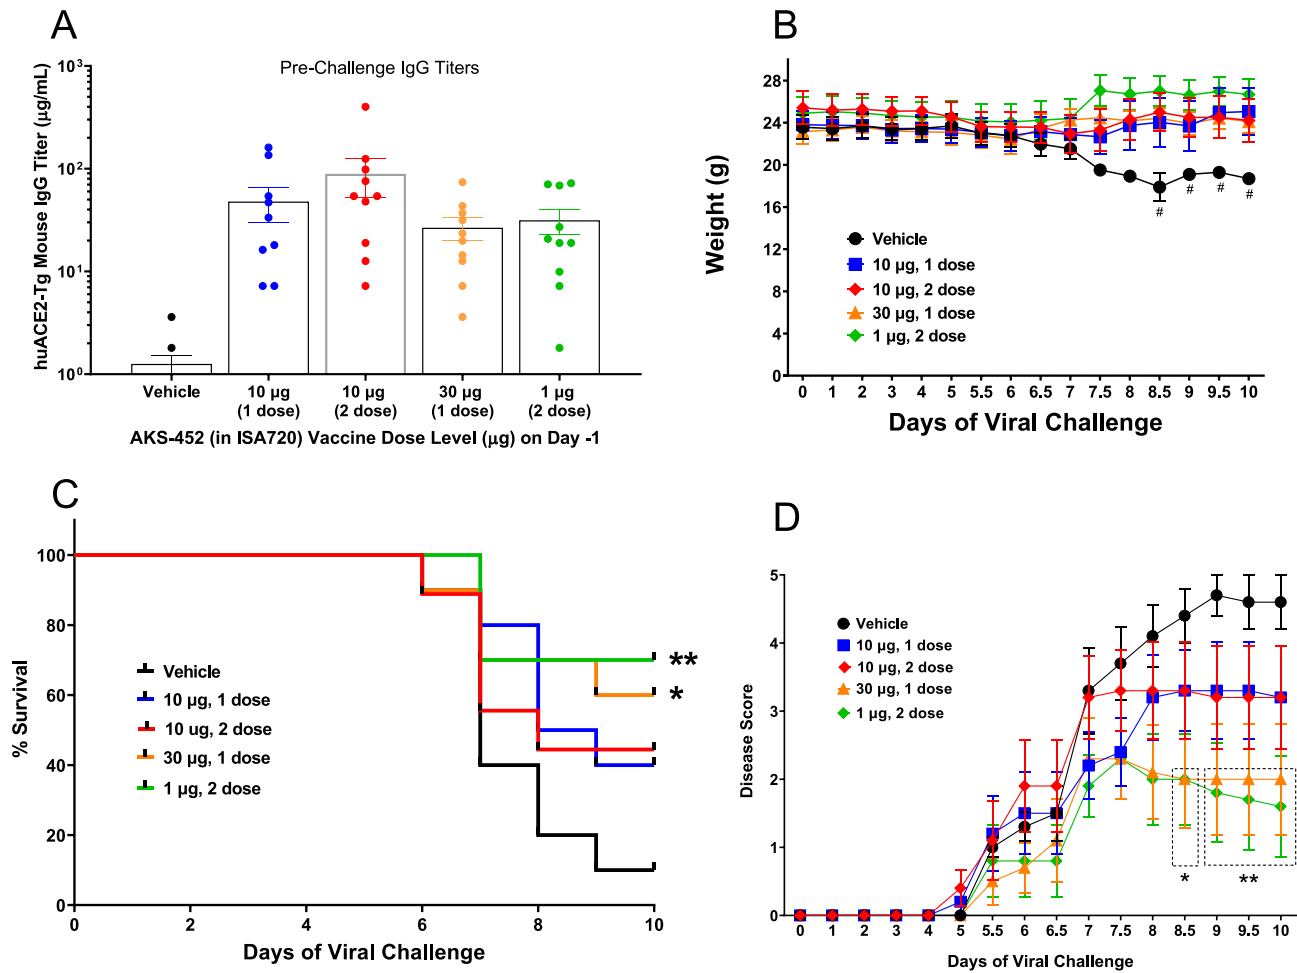 A
Pre-Challenge IgG Titers
huACE2-Tg Mouse IgG Titer (µg/mL)
10³
10²
10¹
10⁰
Vehicle
10 µg
(1 dose)
10 µg
(2 dose)
30 µg
(1 dose)
1 µg
(2 dose)
AKS-452 (in ISA720) Vaccine Dose Level (µg) on Day -1
B
Weight (g)
28
24
20
16
12
8
4
0
# # # #
Vehicle
10 µg, 1 dose
10 µg, 2 dose
30 µg, 1 dose
1 µg, 2 dose
0 1 2 3 4 5 5.5 6 6.5 7 7.5 8 8.5 9 9.5 10
Days of Viral Challenge
C
% Survival
100
80
60
40
20
0
**
*
Vehicle
10 µg, 1 dose
10 ug, 2 dose
30 µg, 1 dose
1 µg, 2 dose
0 2 4 6 8 10
Days of Viral Challenge
D
Disease Score
5
4
3
2
1
0
Vehicle
10 µg, 1 dose
10 µg, 2 dose
30 µg, 1 dose
1 µg, 2 dose
* **
0 1 2 3 4 5 5.5 6 6.5 7 7.5 8 8.5 9 9.5 10
Days of Viral Challenge